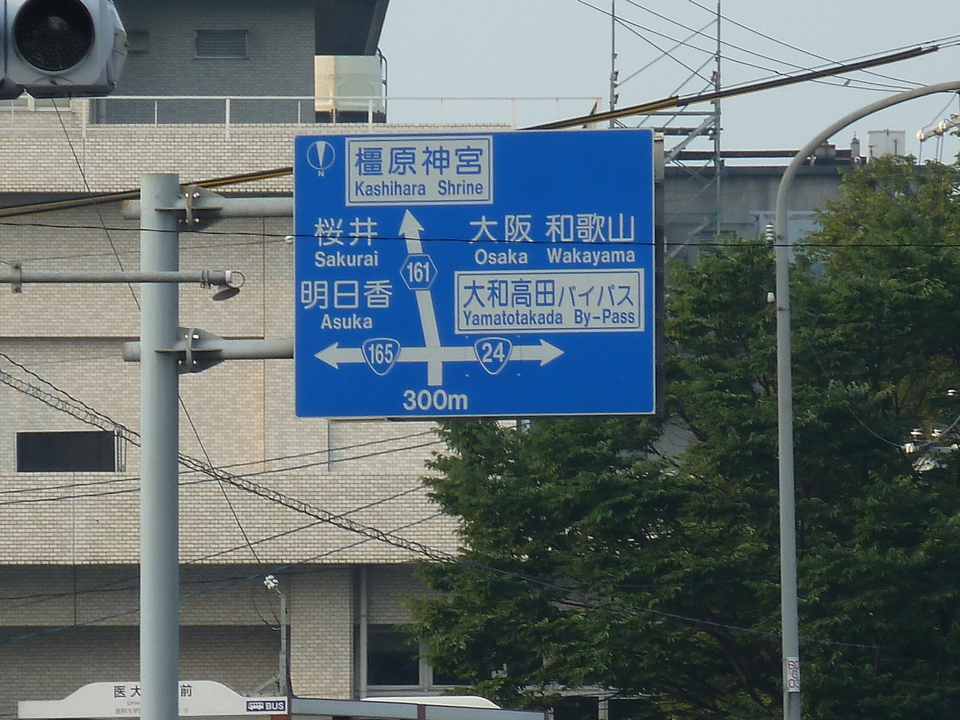 N
橿原神宮
Kashihara Shrine
桜井
Sakurai
大阪 和歌山
Osaka Wakayama
161
明日香
Asuka
大和高田バイパス
Yamatotakada By-Pass
165
24
300m
医大 前
BUS